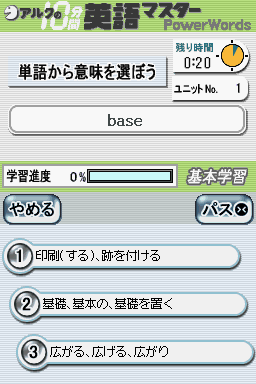 アルクの10分間英語マスター
PowerWords
単語から意味を選ぼう
残り時間
0:20
ユニットNo. 1
base
学習進度 0%
基本学習
やめる
パス
1 印刷(する)、跡を付ける
2 基礎、基本の、基礎を置く
3 広がる、広げる、広がり